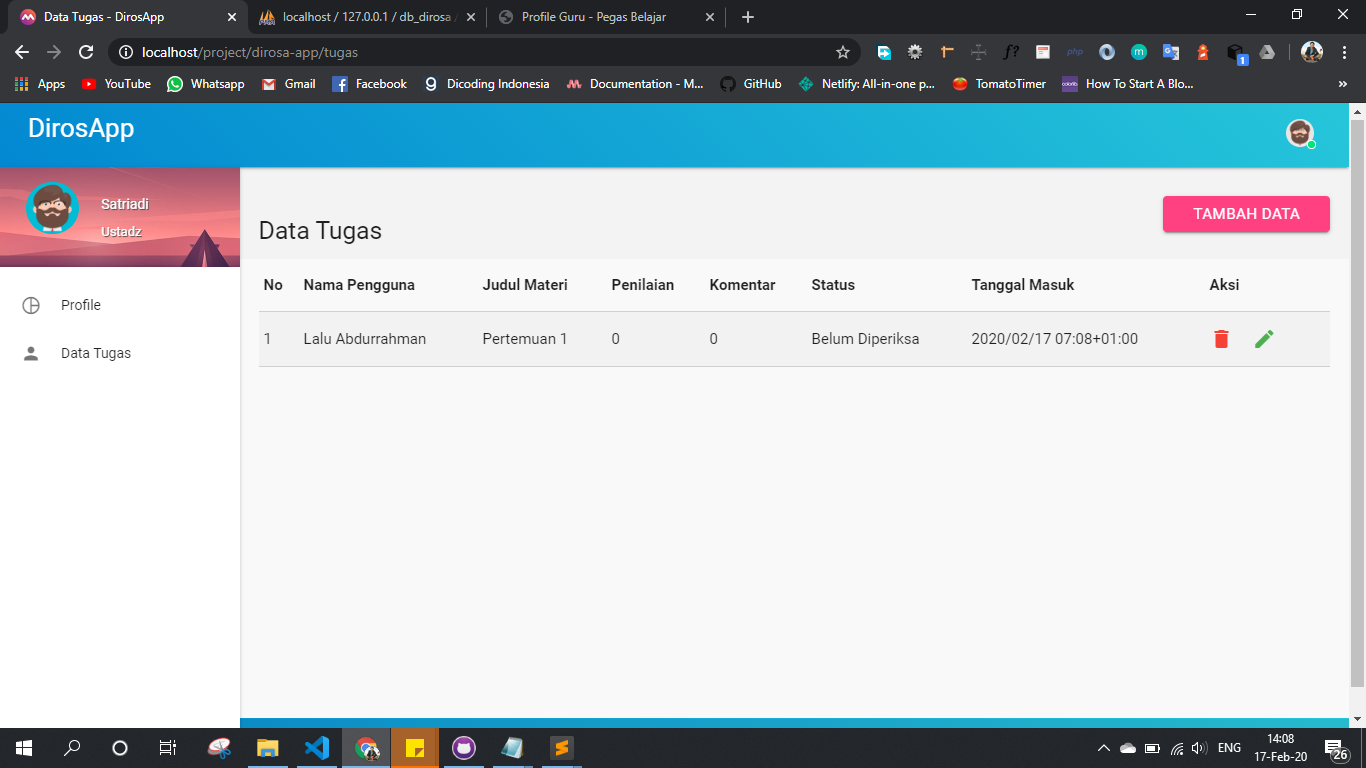 Data Tugas - DirosApp
localhost / 127.0.0.1 / db_dirosa
Profile Guru - Pegas Belajar
localhost/project/dirosa-app/tugas
Apps YouTube Whatsapp Gmail Facebook Dicoding Indonesia Documentation - M... GitHub Netlify: All-in-one p... TomatoTimer How To Start A Blo...
DirosApp
Satriadi
Ustadz
Profile
Data Tugas
TAMBAH DATA
Data Tugas
No Nama Pengguna Judul Materi Penilaian Komentar Status Tanggal Masuk Aksi
1 Lalu Abdurrahman Pertemuan 1 0 0 Belum Diperiksa 2020/02/17 07:08+01:00
ENG
14:08
17-Feb-20
26